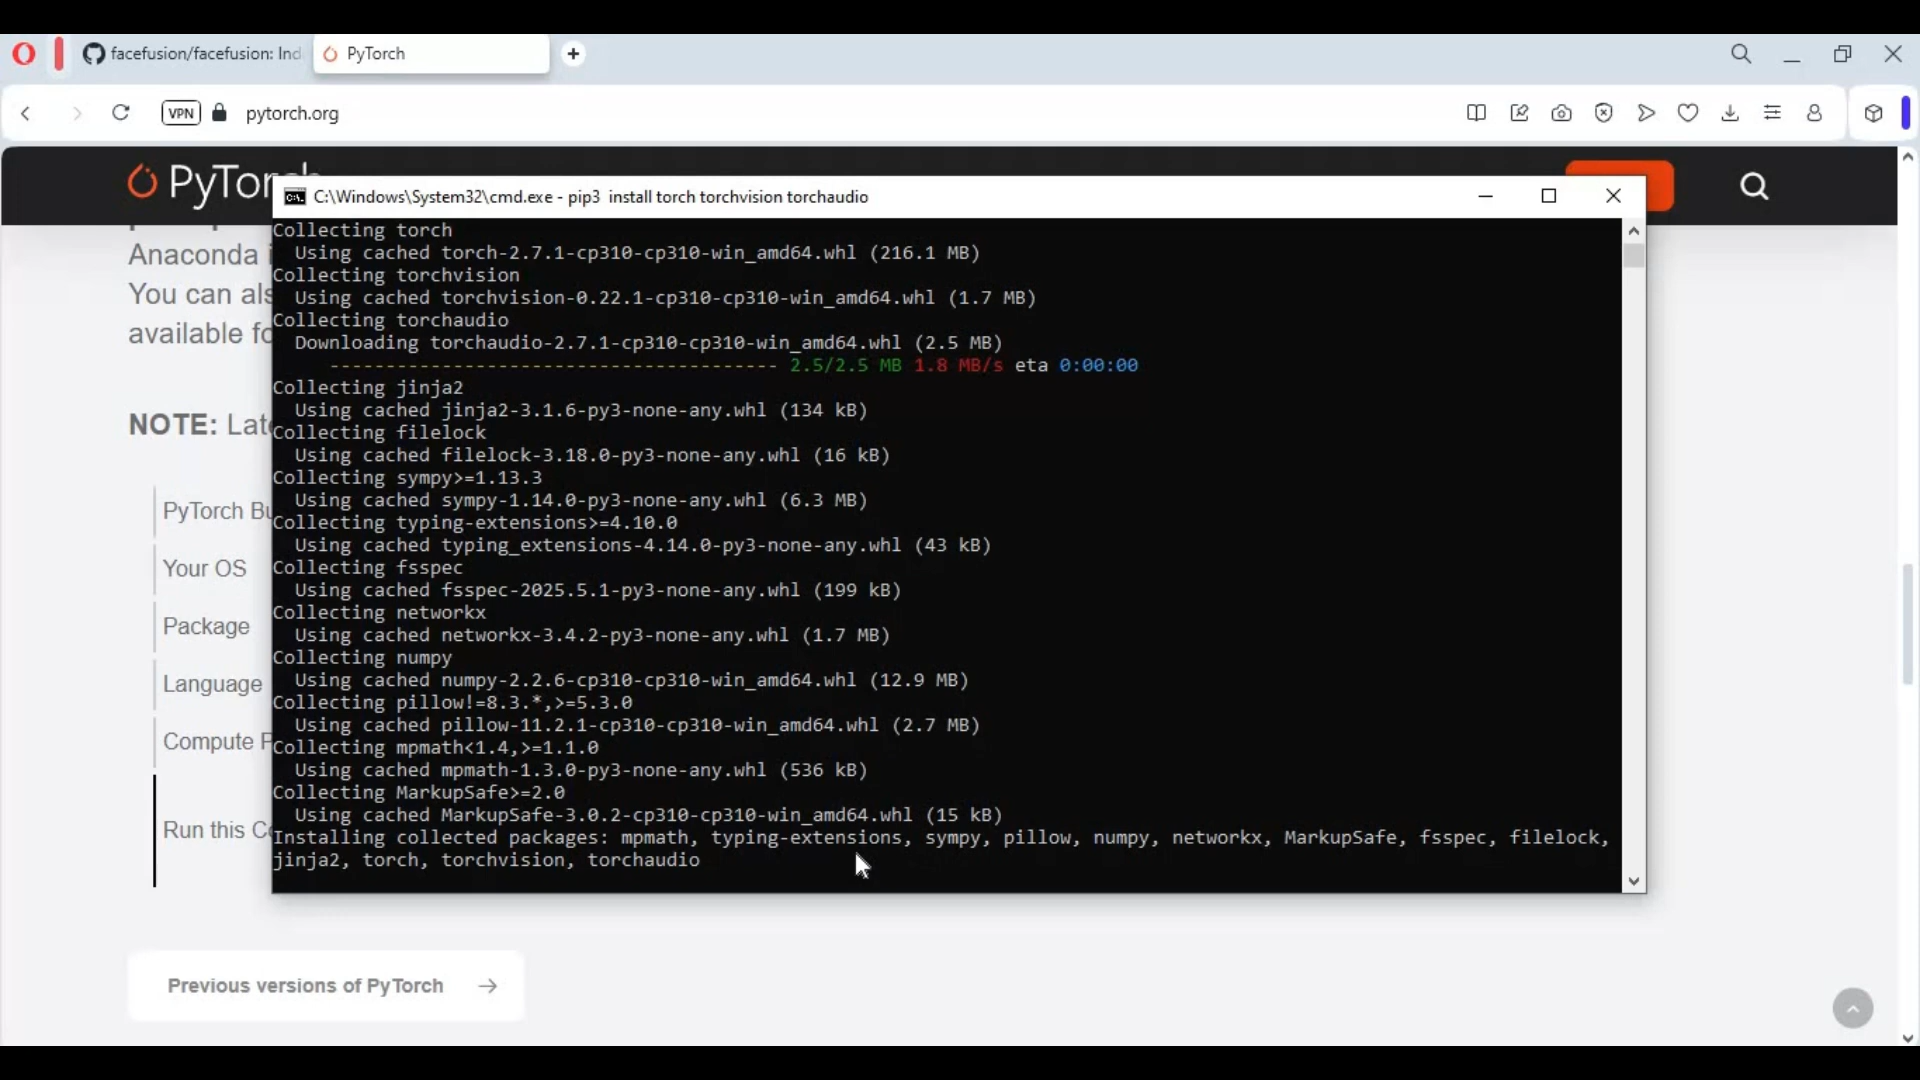 facefusion/facefusion: Ind
PyTorch
VPN
pytorch.org
PyTor
C:\Windows\System32\cmd.exe - pip3 install torch torchvision torchaudio
Anaconda i
You can als
available fo
NOTE: Late
PyTorch Bu
Your OS
Package
Language
Compute P
Run this Co
Collecting torch
Using cached torch-2.7.1-cp310-cp310-win_amd64.whl (216.1 MB)
Collecting torchvision
Using cached torchvision-0.22.1-cp310-cp310-win_amd64.whl (1.7 MB)
Collecting torchaudio
Downloading torchaudio-2.7.1-cp310-cp310-win_amd64.whl (2.5 MB)
---------------------------------------- 2.5/2.5 MB 1.8 MB/s eta 0:00:00
Collecting jinja2
Using cached jinja2-3.1.6-py3-none-any.whl (134 kB)
Collecting filelock
Using cached filelock-3.18.0-py3-none-any.whl (16 kB)
Collecting sympy>=1.13.3
Using cached sympy-1.14.0-py3-none-any.whl (6.3 MB)
Collecting typing-extensions>=4.10.0
Using cached typing_extensions-4.14.0-py3-none-any.whl (43 kB)
Collecting fsspec
Using cached fsspec-2025.5.1-py3-none-any.whl (199 kB)
Collecting networkx
Using cached networkx-3.4.2-py3-none-any.whl (1.7 MB)
Collecting numpy
Using cached numpy-2.2.6-cp310-cp310-win_amd64.whl (12.9 MB)
Collecting pillow!=8.3.*,>=5.3.0
Using cached pillow-11.2.1-cp310-cp310-win_amd64.whl (2.7 MB)
Collecting mpmath<1.4,>=1.1.0
Using cached mpmath-1.3.0-py3-none-any.whl (536 kB)
Collecting MarkupSafe>=2.0
Using cached MarkupSafe-3.0.2-cp310-cp310-win_amd64.whl (15 kB)
Installing collected packages: mpmath, typing-extensions, sympy, pillow, numpy, networkx, MarkupSafe, fsspec, filelock,
jinja2, torch, torchvision, torchaudio
Previous versions of PyTorch